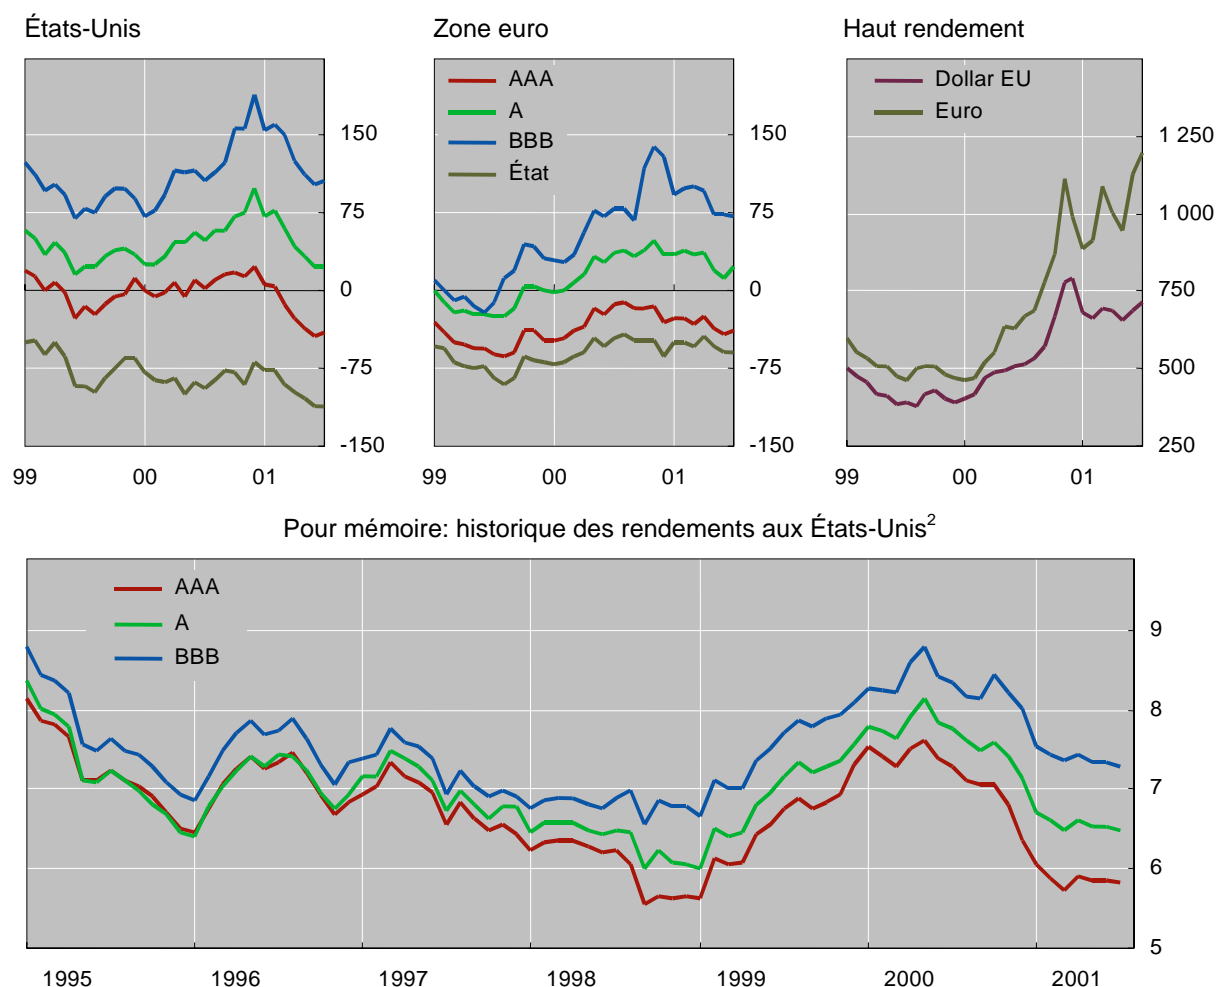 États-Unis
150
75
0
-75
-150
99 00 01
Zone euro
AAA
A
BBB
État
150
75
0
-75
-150
99 00 01
Haut rendement
Dollar EU
Euro
1 250
1 000
750
500
250
99 00 01
Pour mémoire: historique des rendements aux États-Unis2
AAA
A
BBB
9
8
7
6
5
1995 1996 1997 1998 1999 2000 2001